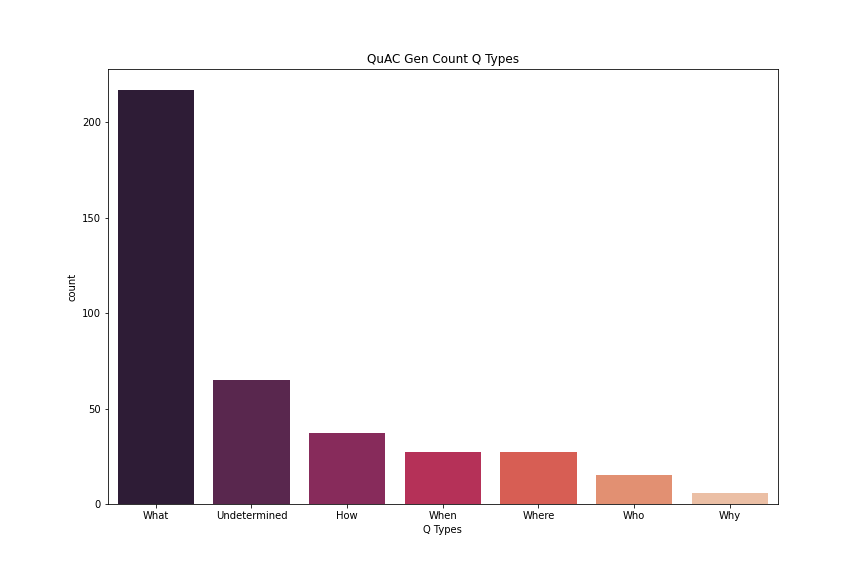 QuAC Gen Count Q Types
200
150
100
50
0
count
What Undetermined How When Where Who Why
Q Types